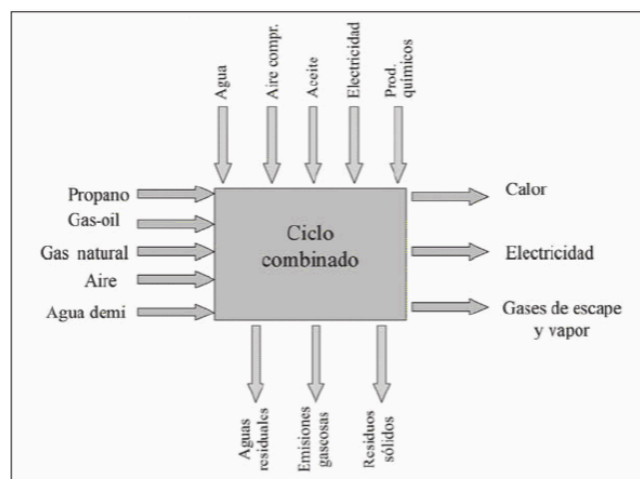 Agua
Aire compr.
Aceite
Electricidad
Prod.
quimicos
Propano
Gas-oil
Gas natural
Aire
Agua demi
Ciclo
combinado
Calor
Electricidad
Gases de escape
y vapor
Aguas
residuales
Emisiones
gaseosas
Residuos
sólidos